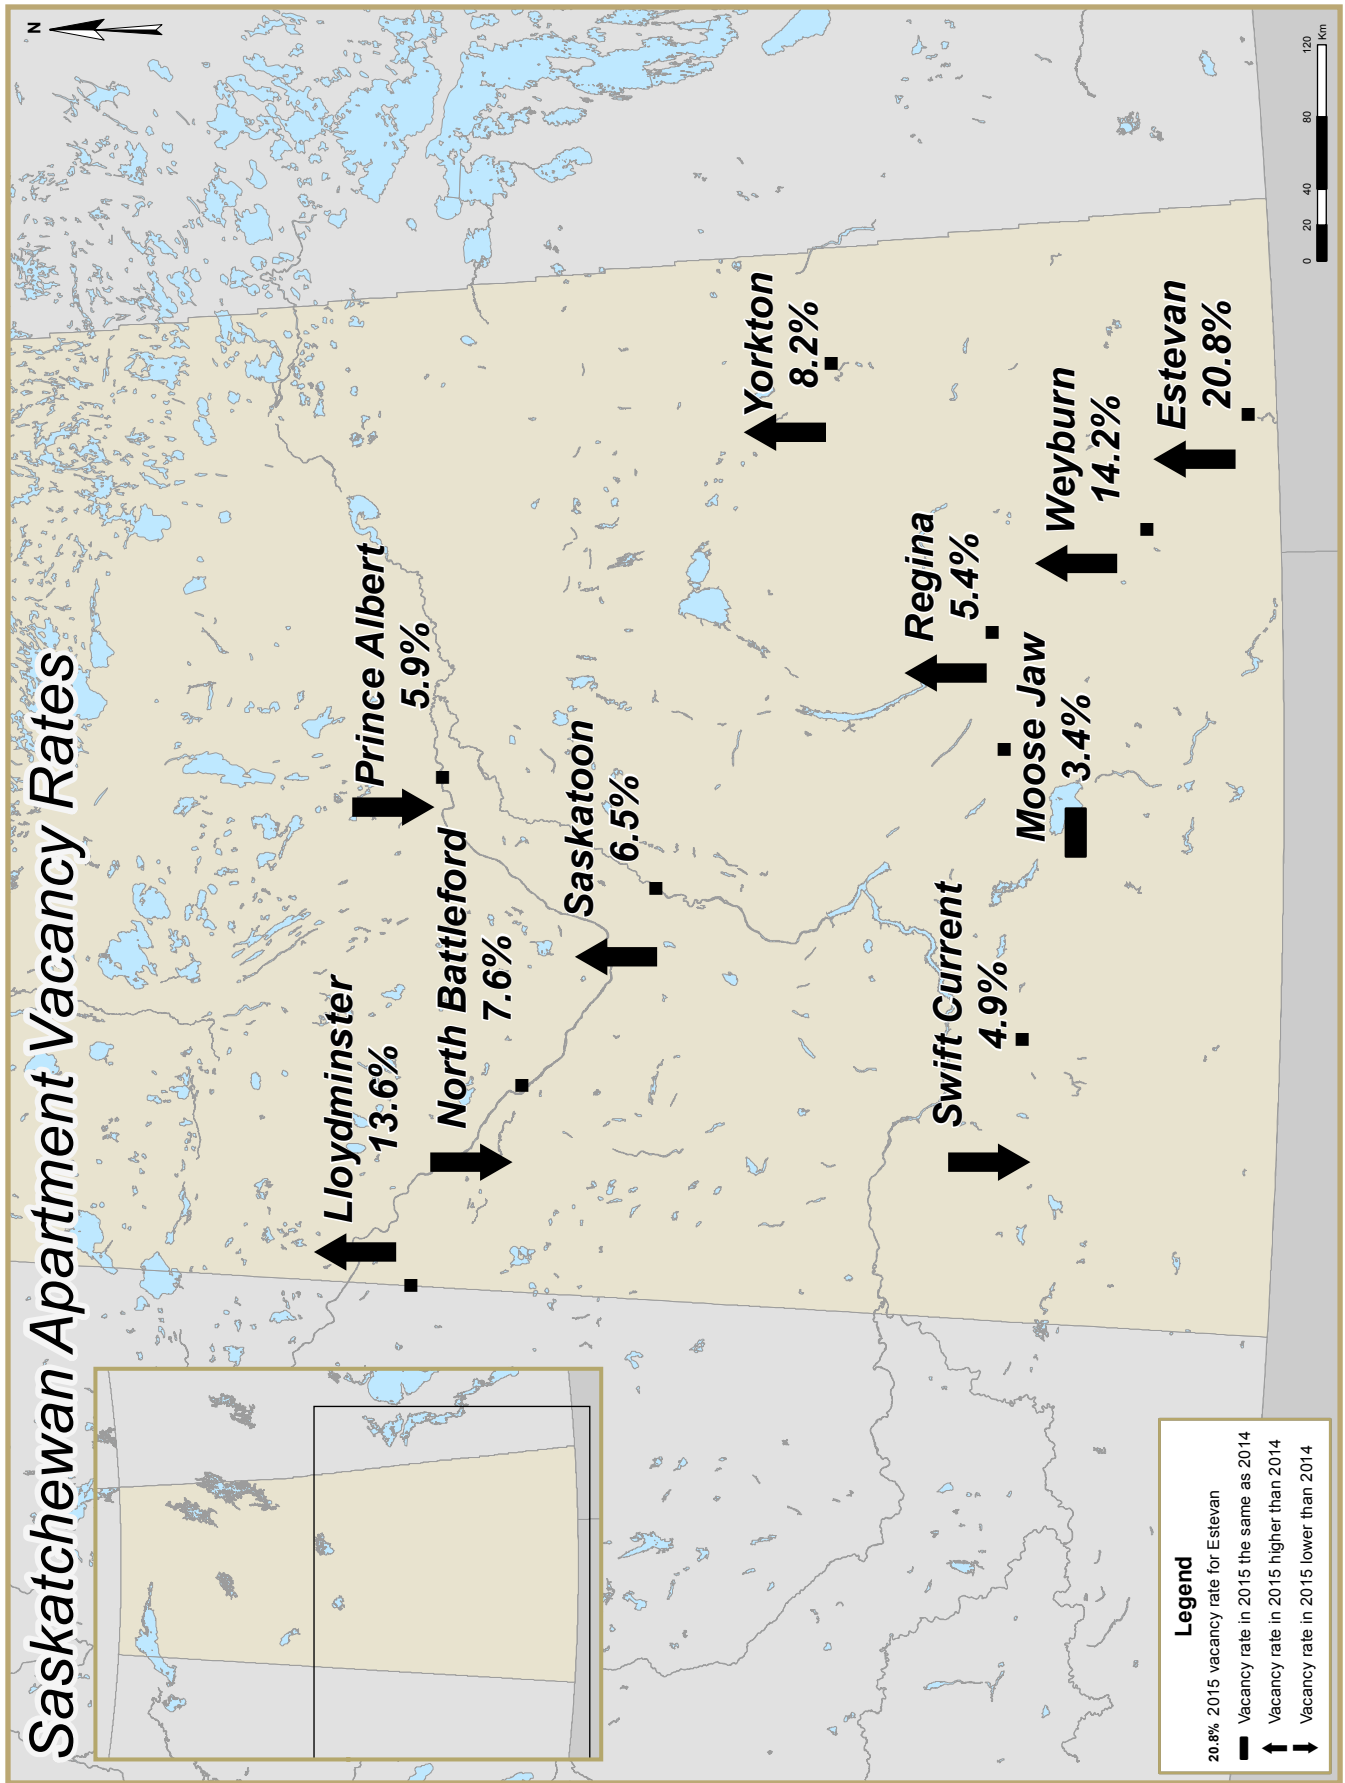 Saskatchewan Apartment Vacancy Rates
N
Lloydminster
13.6%
Prince Albert
5.9%
North Battleford
7.6%
Saskatoon
6.5%
Yorkton
8.2%
Regina
5.4%
Swift Current
4.9%
Moose Jaw
3.4%
Weyburn
14.2%
Estevan
20.8%
Legend
20.8% 2015 vacancy rate for Estevan
Vacancy rate in 2015 the same as 2014
Vacancy rate in 2015 higher than 2014
Vacancy rate in 2015 lower than 2014
0 20 40 80 120
Km